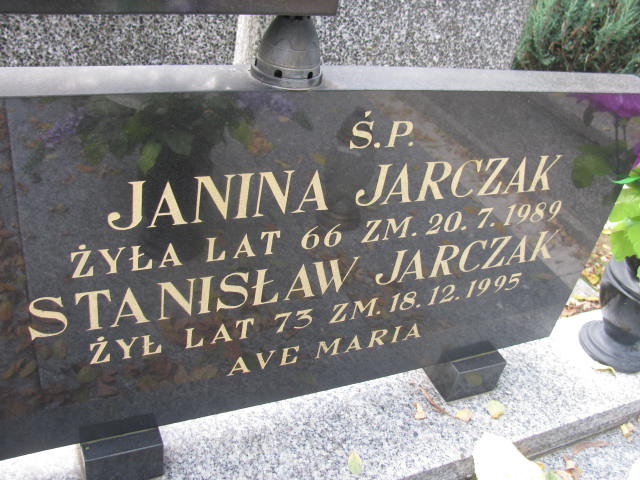 Ś.P.
JANINA JARCZAK
ŻYŁA LAT 66 ZM. 20.7.1989
STANISŁAW JARCZAK
ŻYŁ LAT 73 ZM. 18.12.1995
AVE MARIA